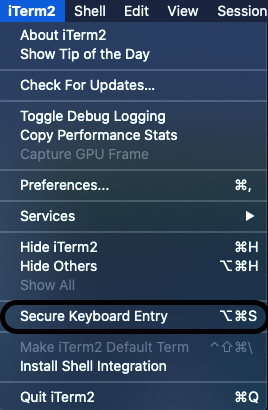 iTerm2 Shell Edit View Session
About iTerm2
Show Tip of the Day
Check For Updates...
Toggle Debug Logging
Copy Performance Stats
Capture GPU Frame
Preferences... ⌘,
Services ▶
Hide iTerm2 ⌘H
Hide Others ⌥⌘H
Show All
Secure Keyboard Entry ⌥⌘S
Make iTerm2 Default Term ^⇧⌘\
Install Shell Integration
Quit iTerm2 ⌘Q